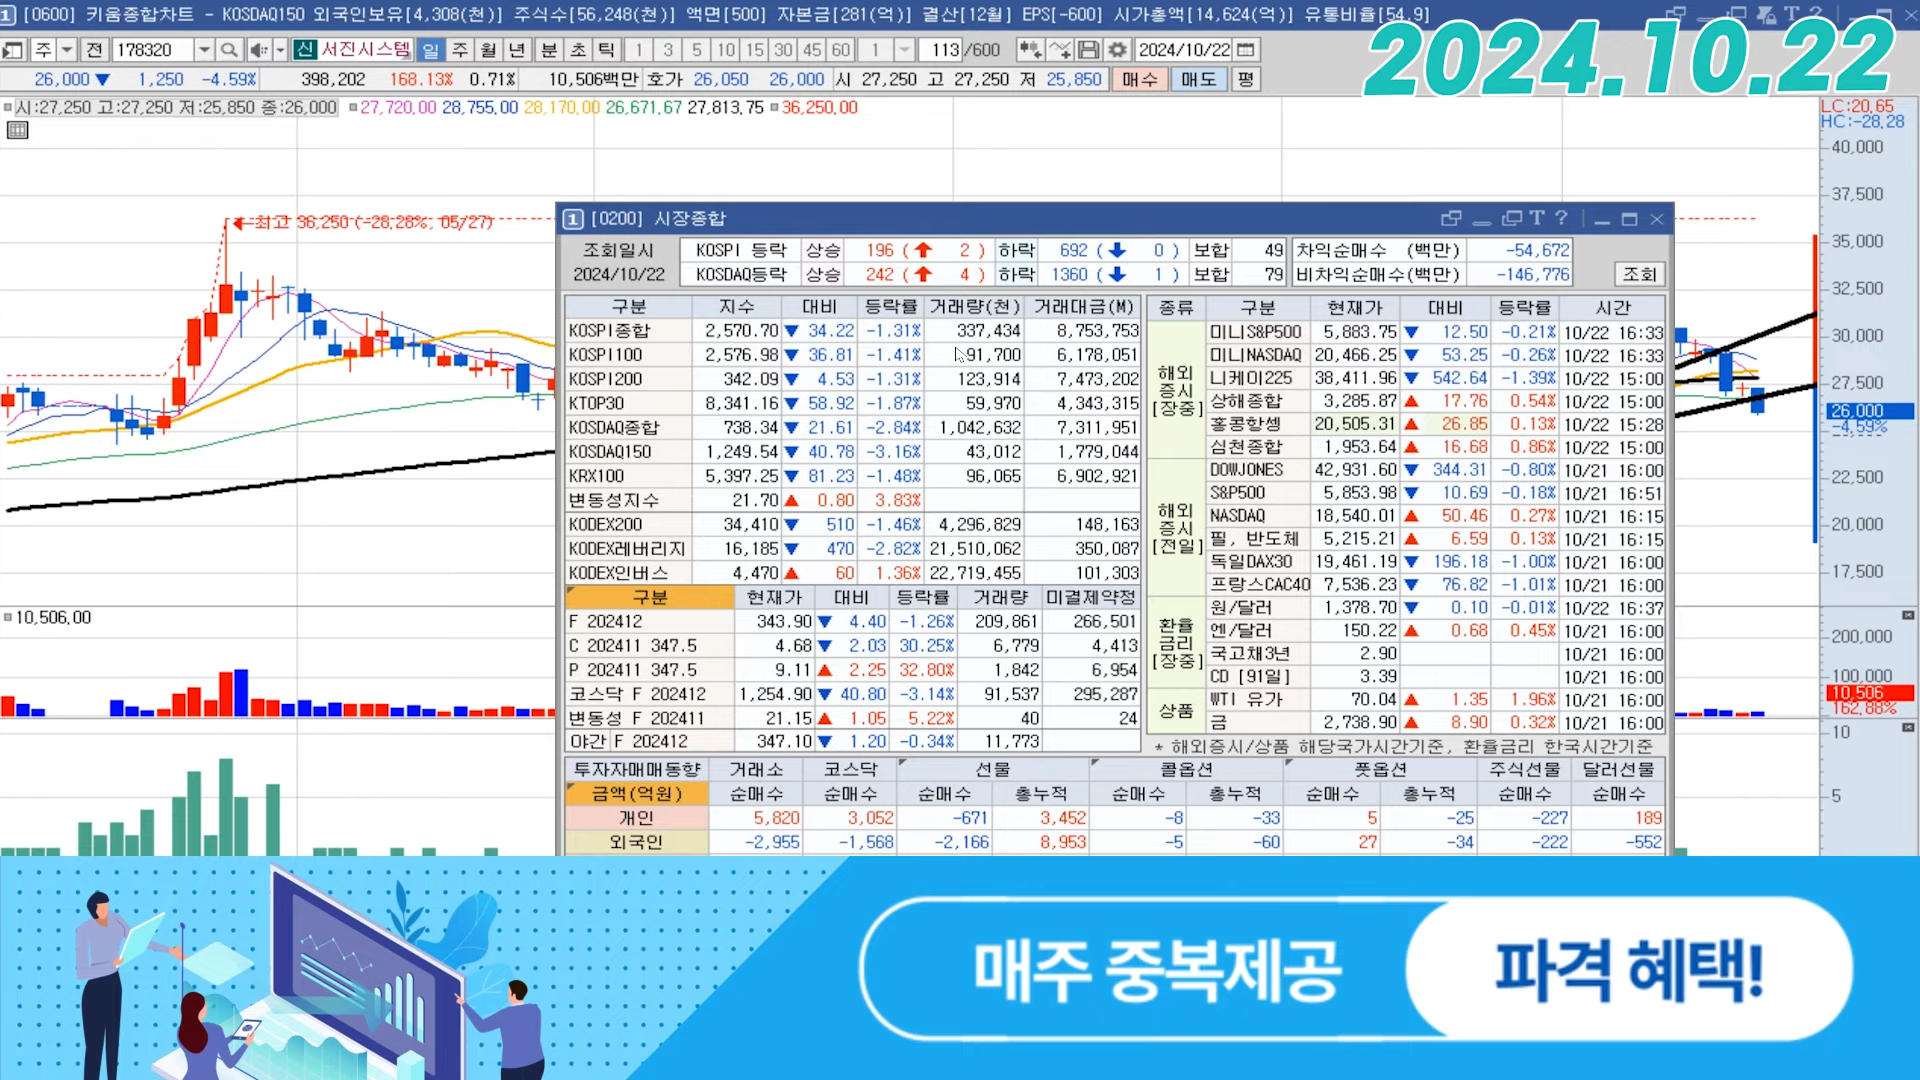 [0600] 키움종합차트 - KOSDAQ150 외국인보유[4,308(천)] 주식수[56,248(천)] 액면[500] 자본금[281(억)] 결산[12월] EPS[-600] 시가총액[14,624(억)] 유통비율[54.9]
2024.10.22
주 전 178320 신 서진시스템 일 주 월 년 분 초 틱 1 3 5 10 15 30 45 60 1 113/600 2024/10/22
26,000 ▼ 1,250 -4.59% 398,202 168.13% 0.71% 10,506백만 호가 26,050 26,000 시 27,250 고 27,250 저 25,850 매수 매도 평
시:27,250 고:27,250 저:25,850 종:26,000 27,720.00 28,755.00 28,170.00 26,671.67 27,813.75 36,250.00
LC:20.65
HC:-28.28
40,000
37,500
35,000
32,500
30,000
27,500
26,000
-4.59%
22,500
20,000
17,500
최고 36,250 (-28.28%, 05/27)
10,506.00
200,000
100,000
10,506
162.88%
10
5
1 [0200] 시장종합
조회일시 KOSPI 등락 상승 196 ( ↑ 2 ) 하락 692 ( ↓ 0 ) 보합 49 차익순매수 (백만) -54,672
2024/10/22 KOSDAQ등락 상승 242 ( ↑ 4 ) 하락 1360 ( ↓ 1 ) 보합 79 비차익순매수(백만) -146,776 조회
구분 지수 대비 등락률 거래량(천) 거래대금(M)
KOSPI종합 2,570.70 ▼ 34.22 -1.31% 337,434 8,753,753
KOSPI100 2,576.98 ▼ 36.81 -1.41% 91,700 6,178,051
KOSPI200 342.09 ▼ 4.53 -1.31% 123,914 7,473,202
KTOP30 8,341.16 ▼ 58.92 -1.87% 59,970 4,343,315
KOSDAQ종합 738.34 ▼ 21.61 -2.84% 1,042,632 7,311,951
KOSDAQ150 1,249.54 ▼ 40.78 -3.16% 43,012 1,779,044
KRX100 5,397.25 ▼ 81.23 -1.48% 96,065 6,902,921
변동성지수 21.70 ▲ 0.80 3.83%
KODEX200 34,410 ▼ 510 -1.46% 4,296,829 148,163
KODEX레버리지 16,185 ▼ 470 -2.82% 21,510,062 350,087
KODEX인버스 4,470 ▲ 60 1.36% 22,719,455 101,303
구분 현재가 대비 등락률 거래량 미결제약정
F 202412 343.90 ▼ 4.40 -1.26% 209,861 266,501
C 202411 347.5 4.68 ▼ 2.03 30.25% 6,779 4,413
P 202411 347.5 9.11 ▲ 2.25 32.80% 1,842 6,954
코스닥 F 202412 1,254.90 ▼ 40.80 -3.14% 91,537 295,287
변동성 F 202411 21.15 ▲ 1.05 5.22% 40 24
야간 F 202412 347.10 ▼ 1.20 -0.34% 11,773
종류 구분 현재가 대비 등락률 시간
해외
증시
[장중]
미니S&P500 5,883.75 ▼ 12.50 -0.21% 10/22 16:33
미니NASDAQ 20,466.25 ▼ 53.25 -0.26% 10/22 16:33
니케이225 38,411.96 ▼ 542.64 -1.39% 10/22 15:00
상해종합 3,285.87 ▲ 17.76 0.54% 10/22 15:00
홍콩항셍 20,505.31 ▲ 26.85 0.13% 10/22 15:28
심천종합 1,953.64 ▲ 16.68 0.86% 10/22 15:00
해외
증시
[전일]
DOWJONES 42,931.60 ▼ 344.31 -0.80% 10/21 16:00
S&P500 5,853.98 ▼ 10.69 -0.18% 10/21 16:51
NASDAQ 18,540.01 ▲ 50.46 0.27% 10/21 16:15
필, 반도체 5,215.21 ▲ 6.59 0.13% 10/21 16:15
독일DAX30 19,461.19 ▼ 196.18 -1.00% 10/21 16:00
프랑스CAC40 7,536.23 ▼ 76.82 -1.01% 10/21 16:00
환율
금리
[장중]
원/달러 1,378.70 ▼ 0.10 -0.01% 10/22 16:37
엔/달러 150.22 ▲ 0.68 0.45% 10/21 16:00
국고채3년 2.90 10/21 16:00
CD [91일] 3.39 10/21 16:00
상품
WTI 유가 70.04 ▲ 1.35 1.96% 10/21 16:00
금 2,738.90 ▲ 8.90 0.32% 10/21 16:00
* 해외증시/상품 해당국가시간기준, 환율금리 한국시간기준
투자자매매동향 거래소 코스닥 선물 콜옵션 풋옵션 주식선물 달러선물
금액(억원) 순매수 순매수 순매수 총누적 순매수 총누적 순매수 총누적 순매수 순매수
개인 5,820 3,052 -671 3,452 -8 -33 5 -25 -227 189
외국인 -2,955 -1,568 -2,166 8,953 -5 -60 27 -34 -222 -552
매주 중복제공 파격 혜택!